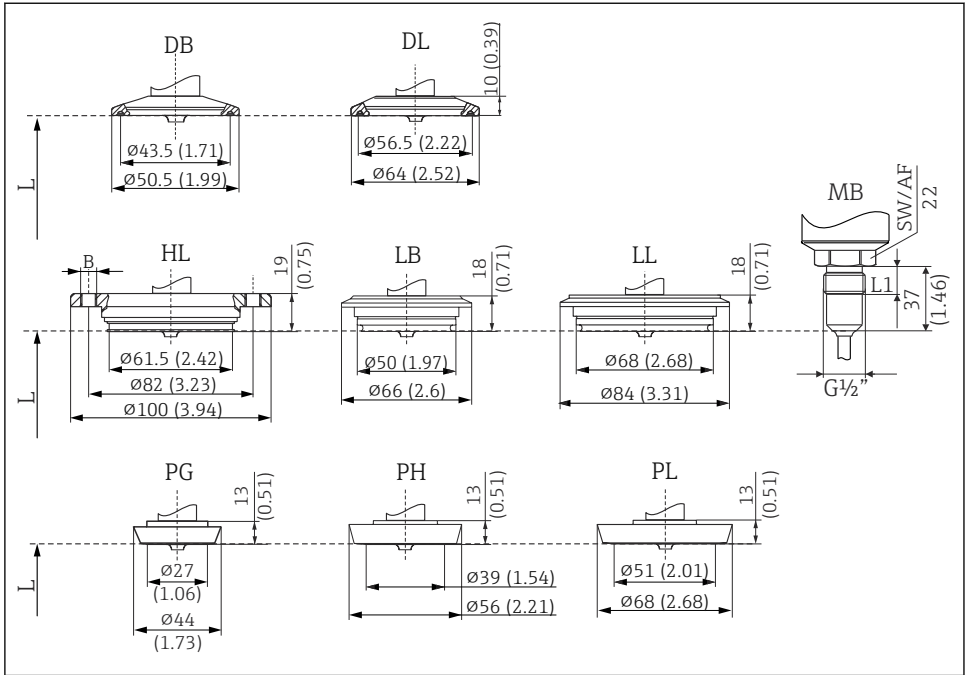 DB
DL
10 (0.39)
Ø43.5 (1.71)
Ø50.5 (1.99)
Ø56.5 (2.22)
Ø64 (2.52)
L
MB
SW/AF
22
L1
37
(1.46)
G½”
HL
B
19
(0.75)
Ø61.5 (2.42)
Ø82 (3.23)
Ø100 (3.94)
LB
18
(0.71)
Ø50 (1.97)
Ø66 (2.6)
LL
18
(0.71)
Ø68 (2.68)
Ø84 (3.31)
L
PG
13
(0.51)
Ø27
(1.06)
Ø44
(1.73)
PH
13
(0.51)
Ø39 (1.54)
Ø56 (2.21)
PL
13
(0.51)
Ø51 (2.01)
Ø68 (2.68)
L